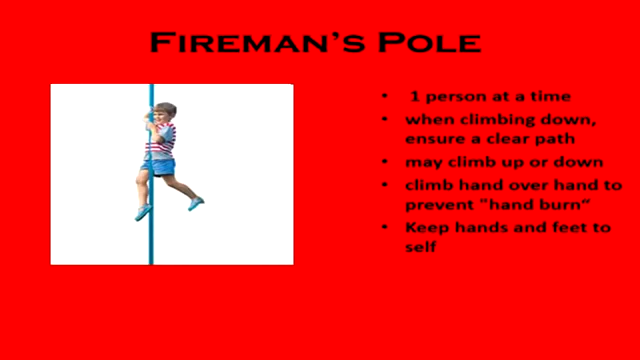 Fireman's Pole
• 1 person at a time
• when climbing down,
ensure a clear path
• may climb up or down
• climb hand over hand to
prevent "hand burn"
• Keep hands and feet to
self